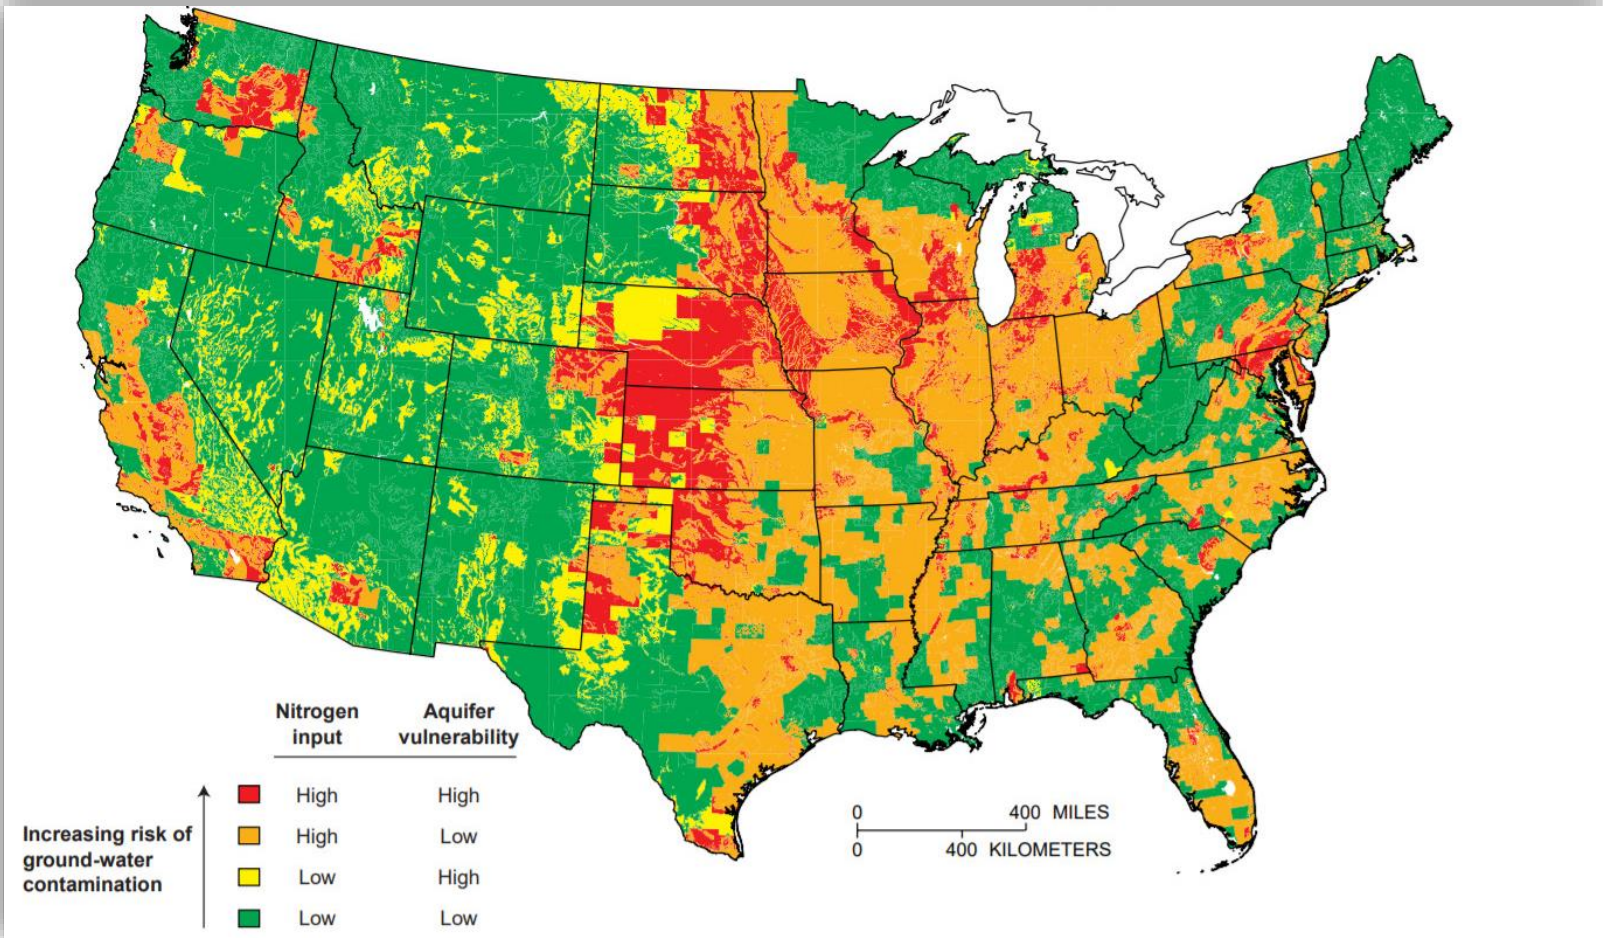 Nitrogen input
Aquifer vulnerability
Increasing risk of
ground-water
contamination
High High
High Low
Low High
Low Low
0 400 MILES
0 400 KILOMETERS